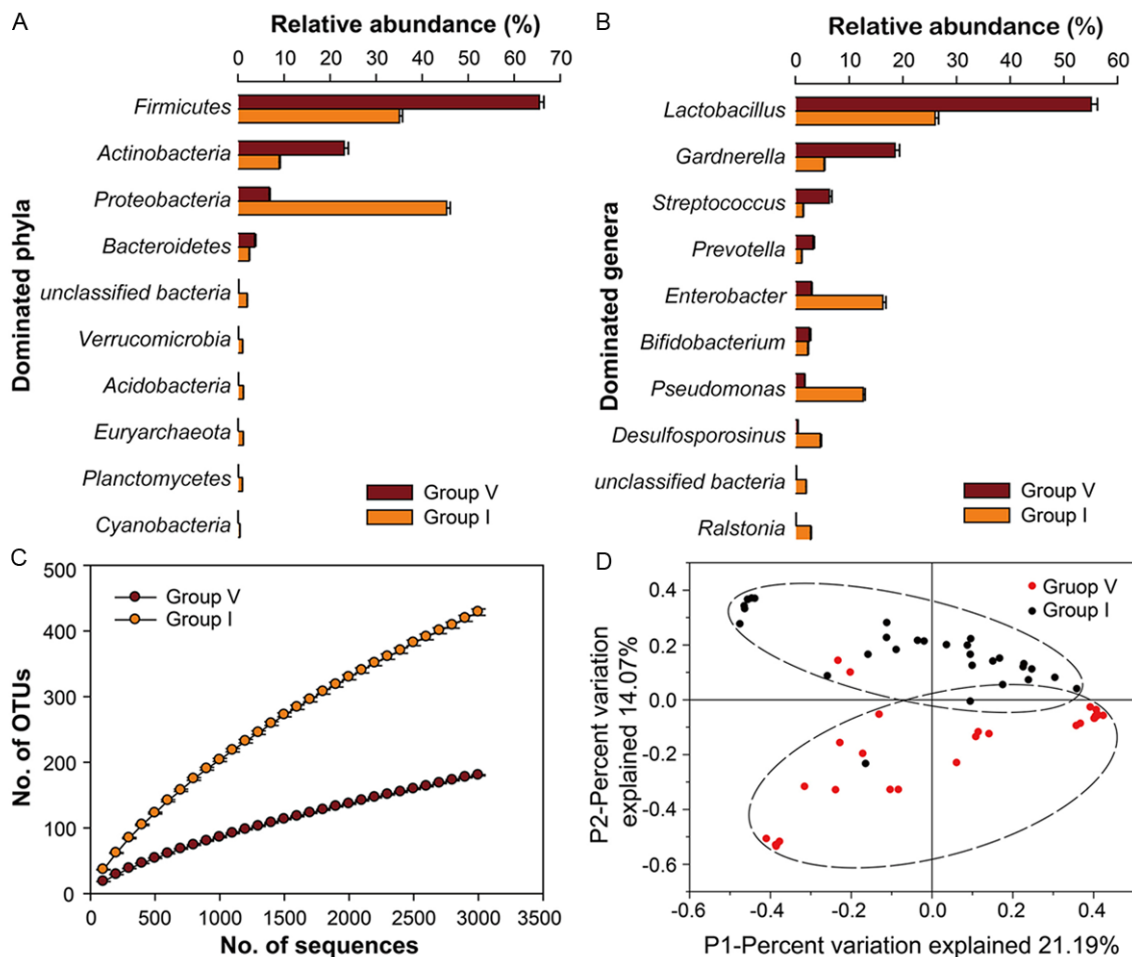 A
Relative abundance (%)
0 10 20 30 40 50 60 70
Dominated phyla
Firmicutes
Actinobacteria
Proteobacteria
Bacteroidetes
unclassified bacteria
Verrucomicrobia
Acidobacteria
Euryarchaeota
Planctomycetes
Cyanobacteria
Group V
Group I
B
Relative abundance (%)
0 10 20 30 40 50 60
Dominated genera
Lactobacillus
Gardnerella
Streptococcus
Prevotella
Enterobacter
Bifidobacterium
Pseudomonas
Desulfosporosinus
unclassified bacteria
Ralstonia
Group V
Group I
C
No. of OTUs
500
400
300
200
100
0
Group V
Group I
0 500 1000 1500 2000 2500 3000 3500
No. of sequences
D
P2-Percent variation
explained 14.07%
0.4
0.2
0.0
-0.2
-0.4
-0.6
Gruop V
Group I
-0.6 -0.4 -0.2 0.0 0.2 0.4
P1-Percent variation explained 21.19%